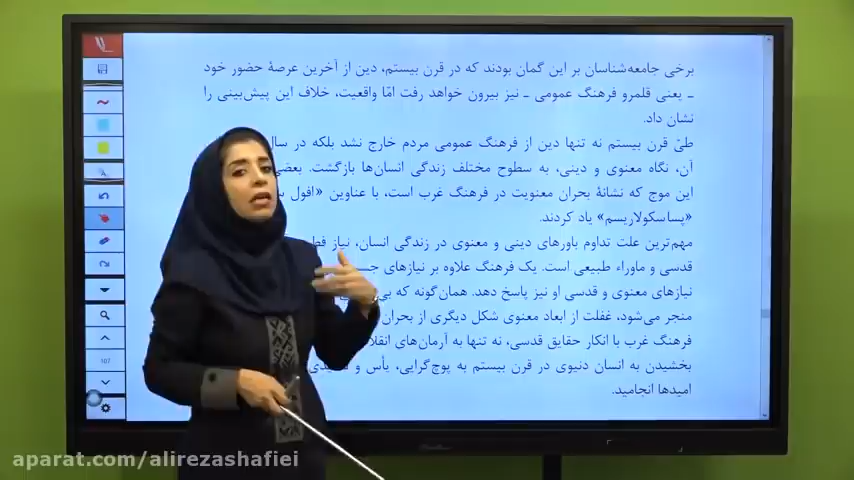 برخی جامعه‌شناسان بر این گمان بودند که در قرن بیستم، دین از آخرین عرصهٔ حضور خود
ـ یعنی قلمرو فرهنگ عمومی ـ نیز بیرون خواهد رفت امّا واقعیت، خلاف این پیش‌بینی را
نشان داد.
طیّ قرن بیستم نه تنها دین از فرهنگ عمومی مردم خارج نشد بلکه در
آن، نگاه معنوی و دینی، به سطوح مختلف زندگی انسان‌ها بازگشت.
این موج که نشانهٔ بحران معنویت در فرهنگ غرب است، با عناوین «افول
«پساسکولاریسم» یاد کردند.
مهم‌ترین علت تداوم باورهای دینی و معنوی در زندگی انسان، نیاز
قدسی و ماوراء طبیعی است. یک فرهنگ علاوه بر نیازهای
نیازهای معنوی و قدسی او نیز پاسخ دهد. همان‌گونه که
منجر می‌شود، غفلت از ابعاد معنوی شکل دیگری از بحران
فرهنگ غرب با انکار حقایق قدسی، نه تنها به آرمان‌های
بخشیدن به انسان دنیوی در قرن بیستم به پوچ‌گرایی، یأس و
امیدها انجامید.
107
aparat.com/alirezashafiei